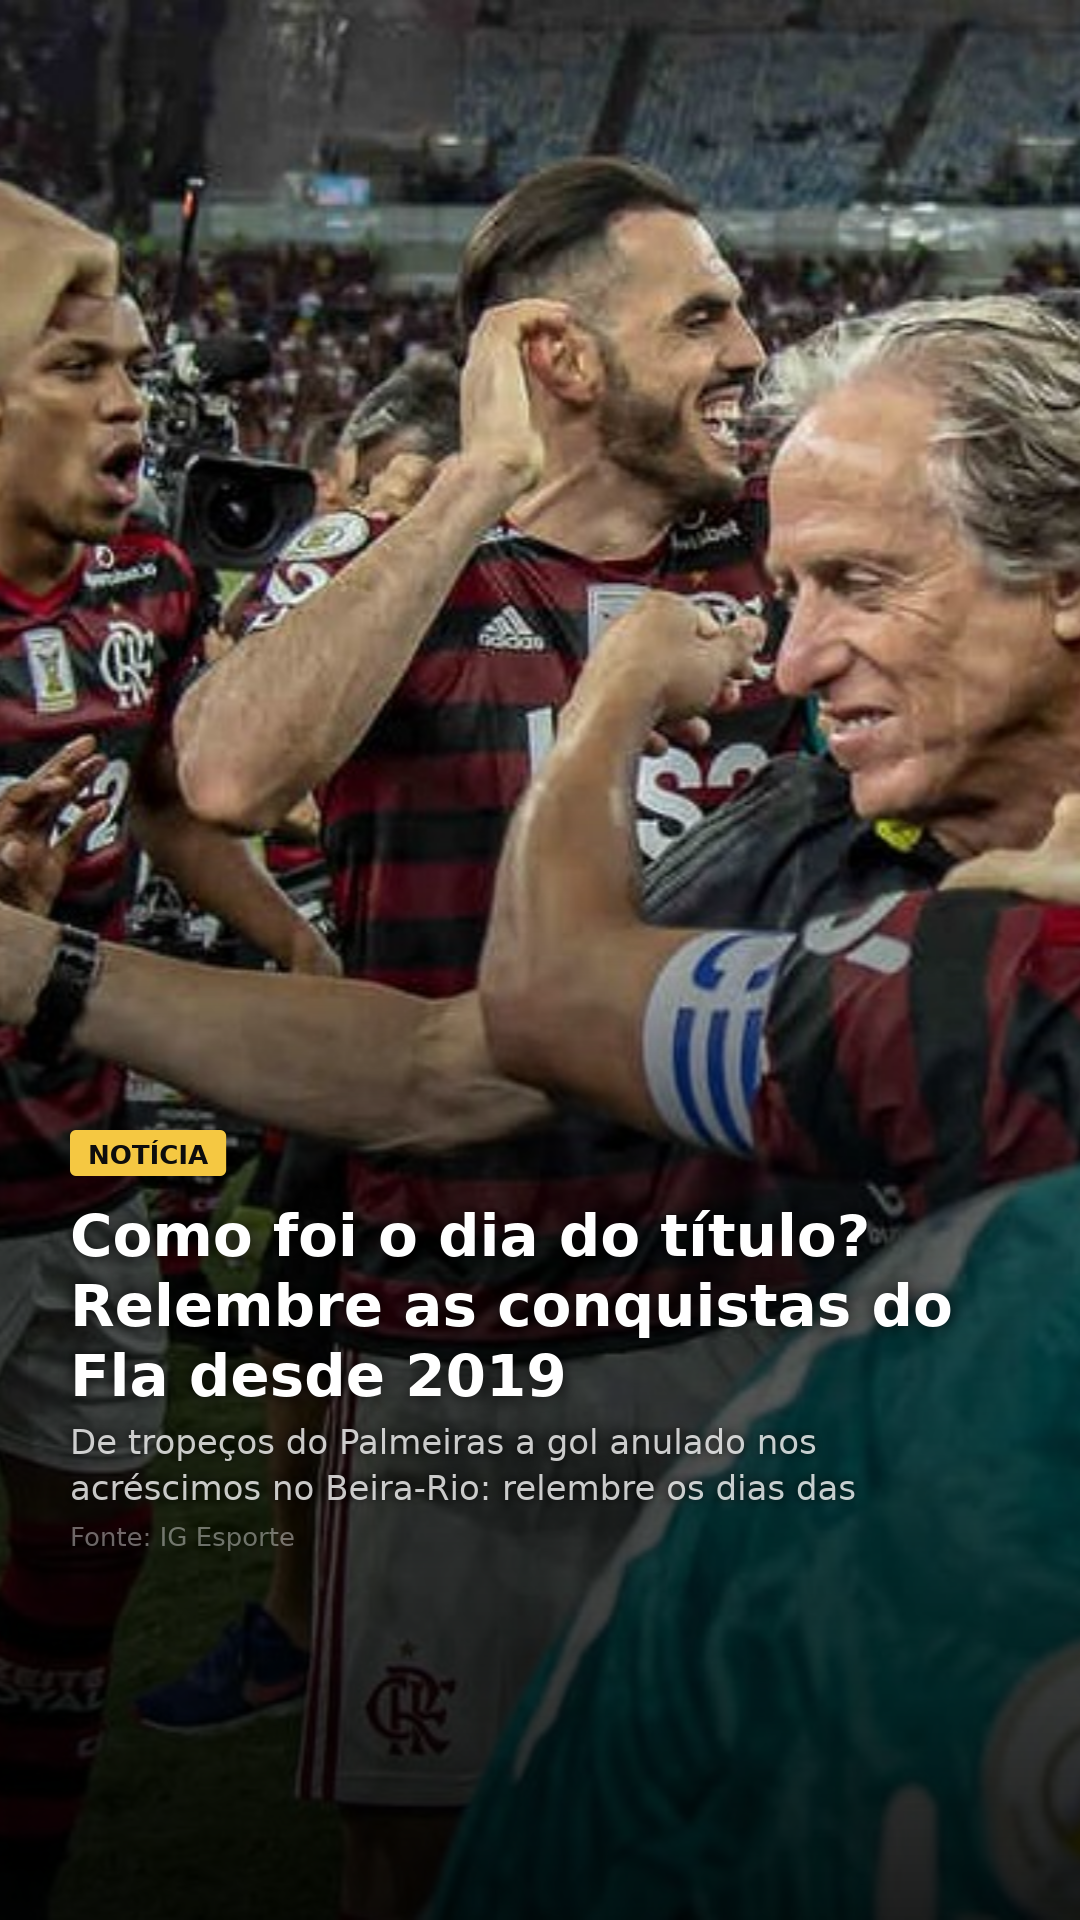 adidas
NOTÍCIA
Como foi o dia do título?
Relembre as conquistas do
Fla desde 2019
De tropeços do Palmeiras a gol anulado nos
acréscimos no Beira-Rio: relembre os dias das
Fonte: IG Esporte